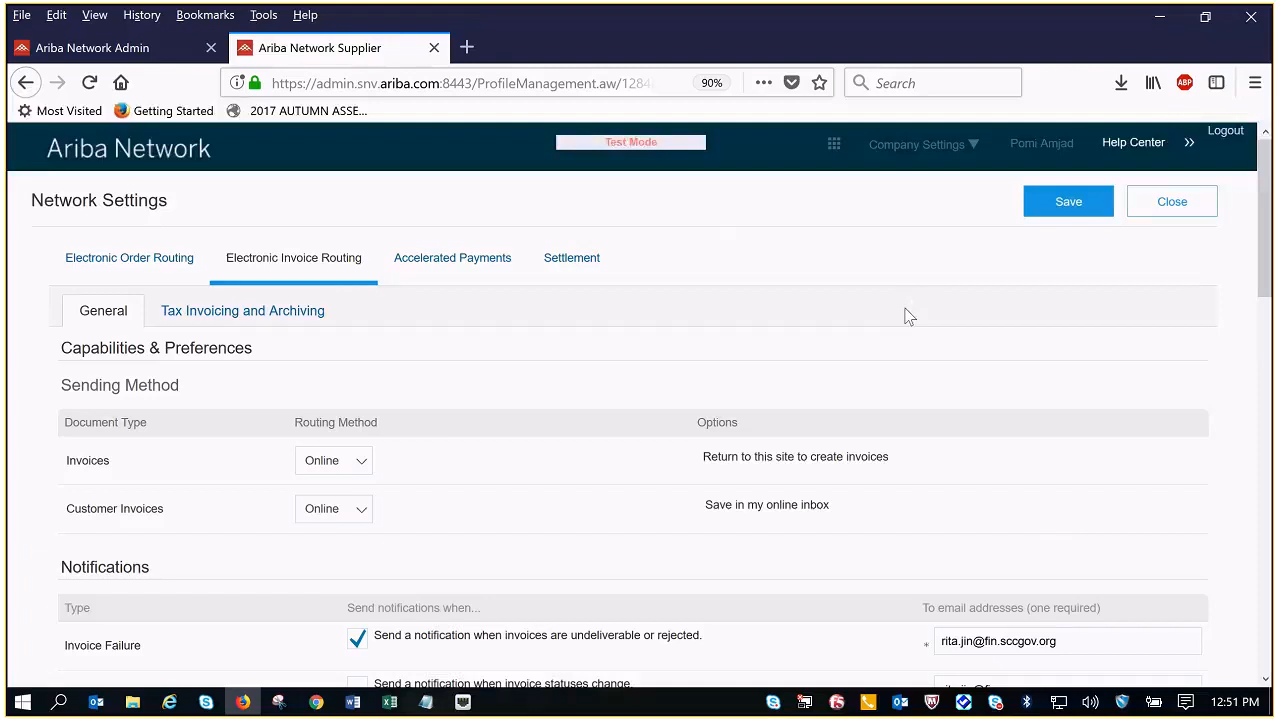 File Edit View History Bookmarks Tools Help
Ariba Network Admin
Ariba Network Supplier
https://admin.snv.ariba.com:8443/ProfileManagement.aw/1284
90%
Search
ABP
Most Visited
Getting Started
2017 AUTUMN ASSE...
Ariba Network
Test Mode
Company Settings
Pomi Amjad
Help Center
Logout
Network Settings
Save
Close
Electronic Order Routing
Electronic Invoice Routing
Accelerated Payments
Settlement
General
Tax Invoicing and Archiving
Capabilities & Preferences
Sending Method
Document Type
Routing Method
Options
Invoices
Online
Return to this site to create invoices
Customer Invoices
Online
Save in my online inbox
Notifications
Type
Send notifications when...
To email addresses (one required)
Invoice Failure
Send a notification when invoices are undeliverable or rejected.
* rita.jin@fin.sccgov.org
Send a notification when invoice statuses change.
12:51 PM